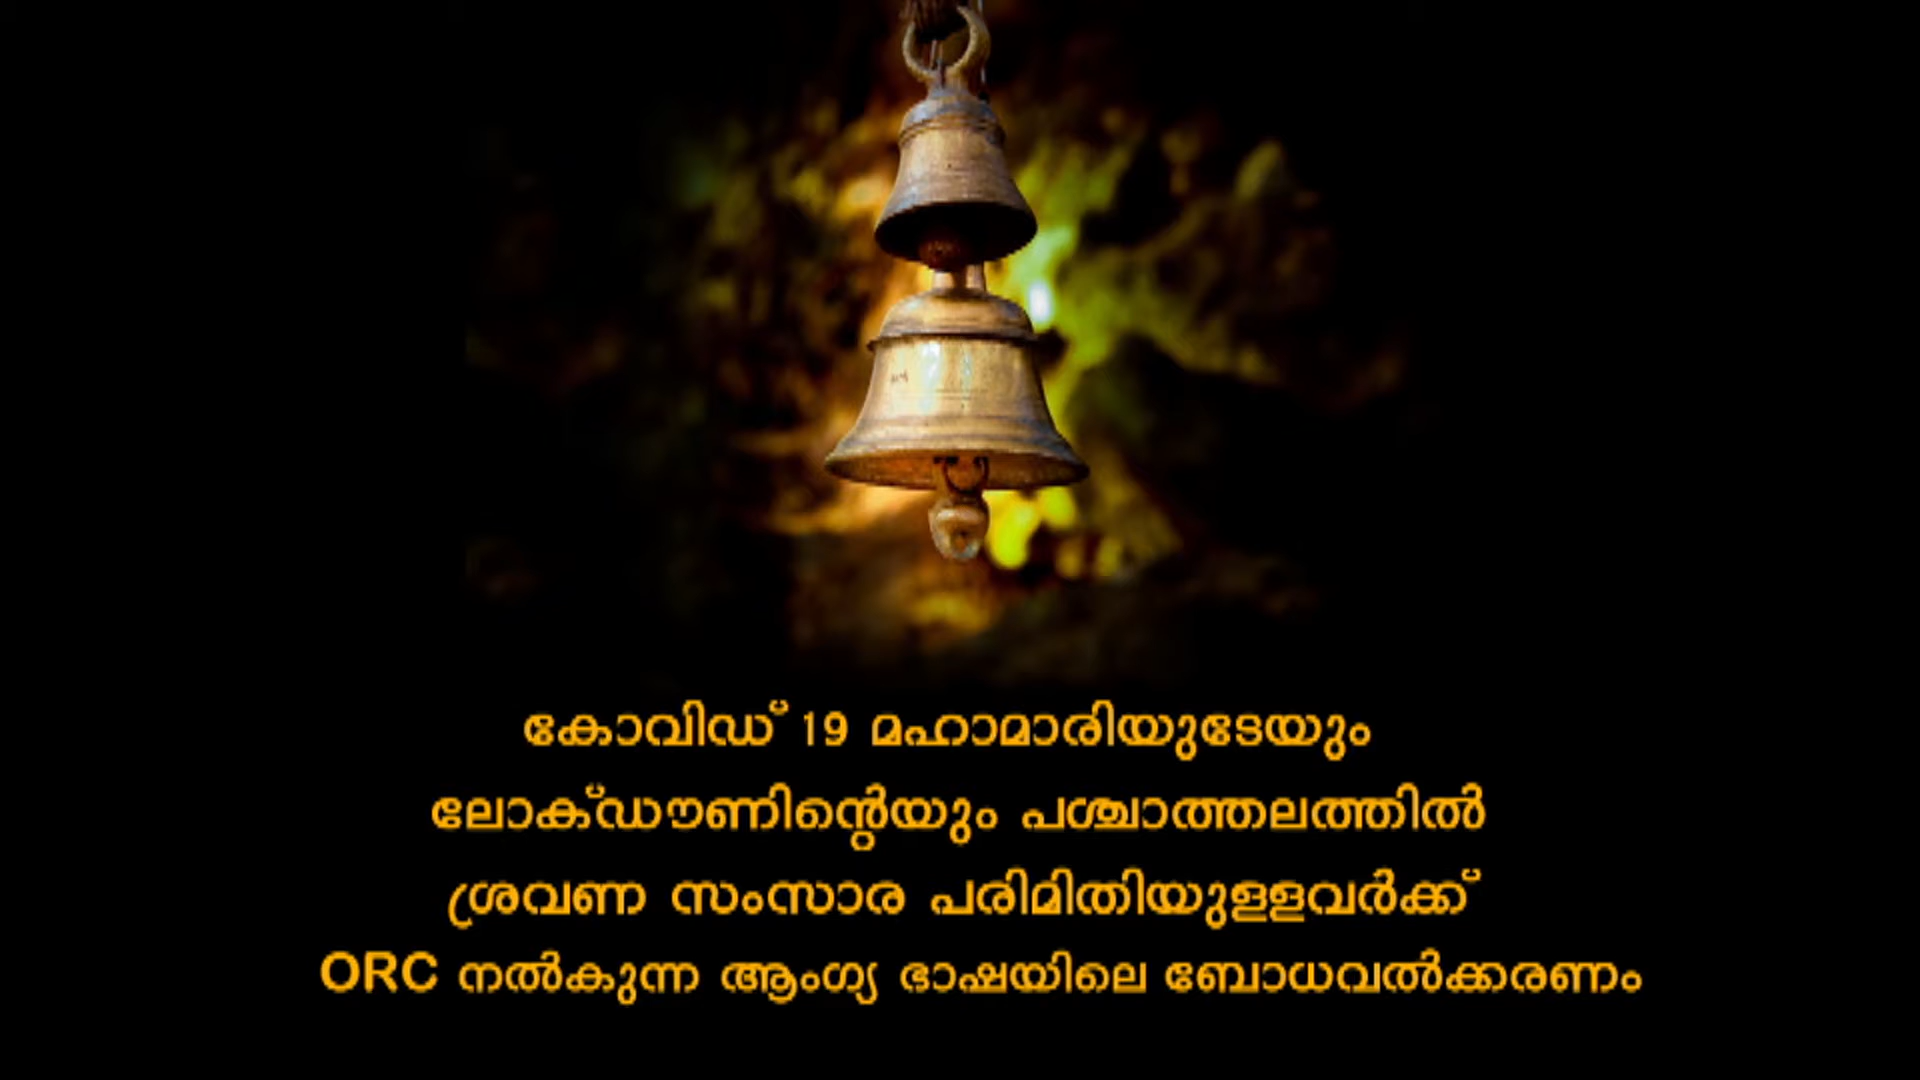 കോവിഡ് 19 മഹാമാരിയുടേയും
ലോക്ഡൗണിന്റെയും പശ്ചാത്തലത്തിൽ
ശ്രവണ സംസാര പരിമിതിയുള്ളവർക്ക്
ORC നൽകുന്ന ആംഗ്യ ഭാഷയിലെ ബോധവൽക്കരണം